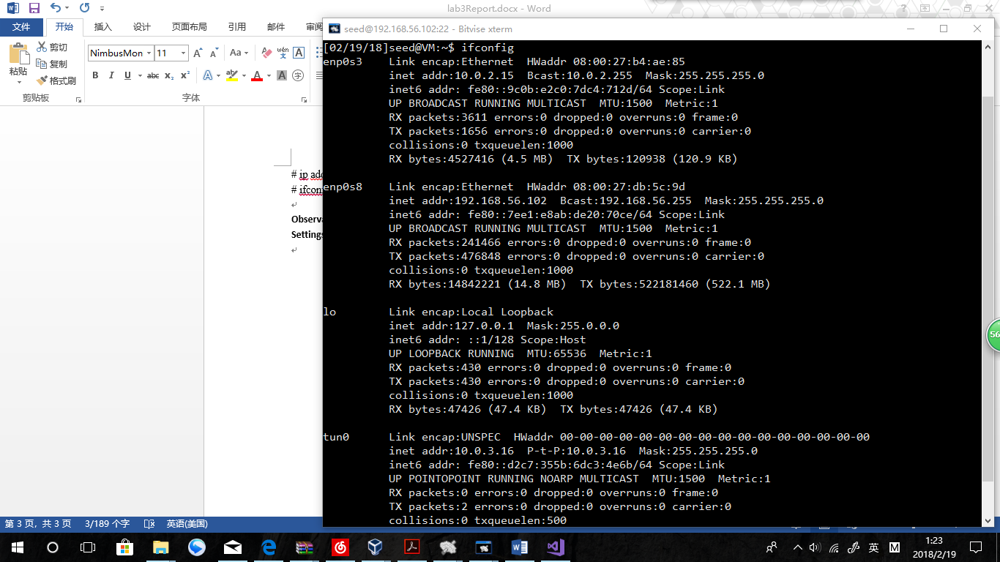 lab3Report.docx - Word
文件 开始 插入 设计 页面布局 引用 邮件 审阅
粘贴
剪切
复制
格式刷
剪贴板
NimbusMon 11 A A Aa wén 文 A
B I U abc x₂ x² A ab A A 字
字体
# ip add
# ifcon
Observa
Settings
seed@192.168.56.102:22 - Bitvise xterm
[02/19/18]seed@VM:~$ ifconfig
enp0s3 Link encap:Ethernet HWaddr 08:00:27:b4:ae:85
inet addr:10.0.2.15 Bcast:10.0.2.255 Mask:255.255.255.0
inet6 addr: fe80::9c0b:e2c0:7dc4:712d/64 Scope:Link
UP BROADCAST RUNNING MULTICAST MTU:1500 Metric:1
RX packets:3611 errors:0 dropped:0 overruns:0 frame:0
TX packets:1656 errors:0 dropped:0 overruns:0 carrier:0
collisions:0 txqueuelen:1000
RX bytes:4527416 (4.5 MB) TX bytes:120938 (120.9 KB)
enp0s8 Link encap:Ethernet HWaddr 08:00:27:db:5c:9d
inet addr:192.168.56.102 Bcast:192.168.56.255 Mask:255.255.255.0
inet6 addr: fe80::7ee1:e8ab:de20:70ce/64 Scope:Link
UP BROADCAST RUNNING MULTICAST MTU:1500 Metric:1
RX packets:241466 errors:0 dropped:0 overruns:0 frame:0
TX packets:476848 errors:0 dropped:0 overruns:0 carrier:0
collisions:0 txqueuelen:1000
RX bytes:14842221 (14.8 MB) TX bytes:522181460 (522.1 MB)
lo Link encap:Local Loopback
inet addr:127.0.0.1 Mask:255.0.0.0
inet6 addr: ::1/128 Scope:Host
UP LOOPBACK RUNNING MTU:65536 Metric:1
RX packets:430 errors:0 dropped:0 overruns:0 frame:0
TX packets:430 errors:0 dropped:0 overruns:0 carrier:0
collisions:0 txqueuelen:1000
RX bytes:47426 (47.4 KB) TX bytes:47426 (47.4 KB)
tun0 Link encap:UNSPEC HWaddr 00-00-00-00-00-00-00-00-00-00-00-00-00-00-00-00
inet addr:10.0.3.16 P-t-P:10.0.3.16 Mask:255.255.255.0
inet6 addr: fe80::d2c7:355b:6dc3:4e6b/64 Scope:Link
UP POINTOPOINT RUNNING NOARP MULTICAST MTU:1500 Metric:1
RX packets:0 errors:0 dropped:0 overruns:0 frame:0
TX packets:2 errors:0 dropped:0 overruns:0 carrier:0
collisions:0 txqueuelen:500
56
第 3 页，共 3 页 3/189 个字 英语(美国)
英 M
1:23
2018/2/19